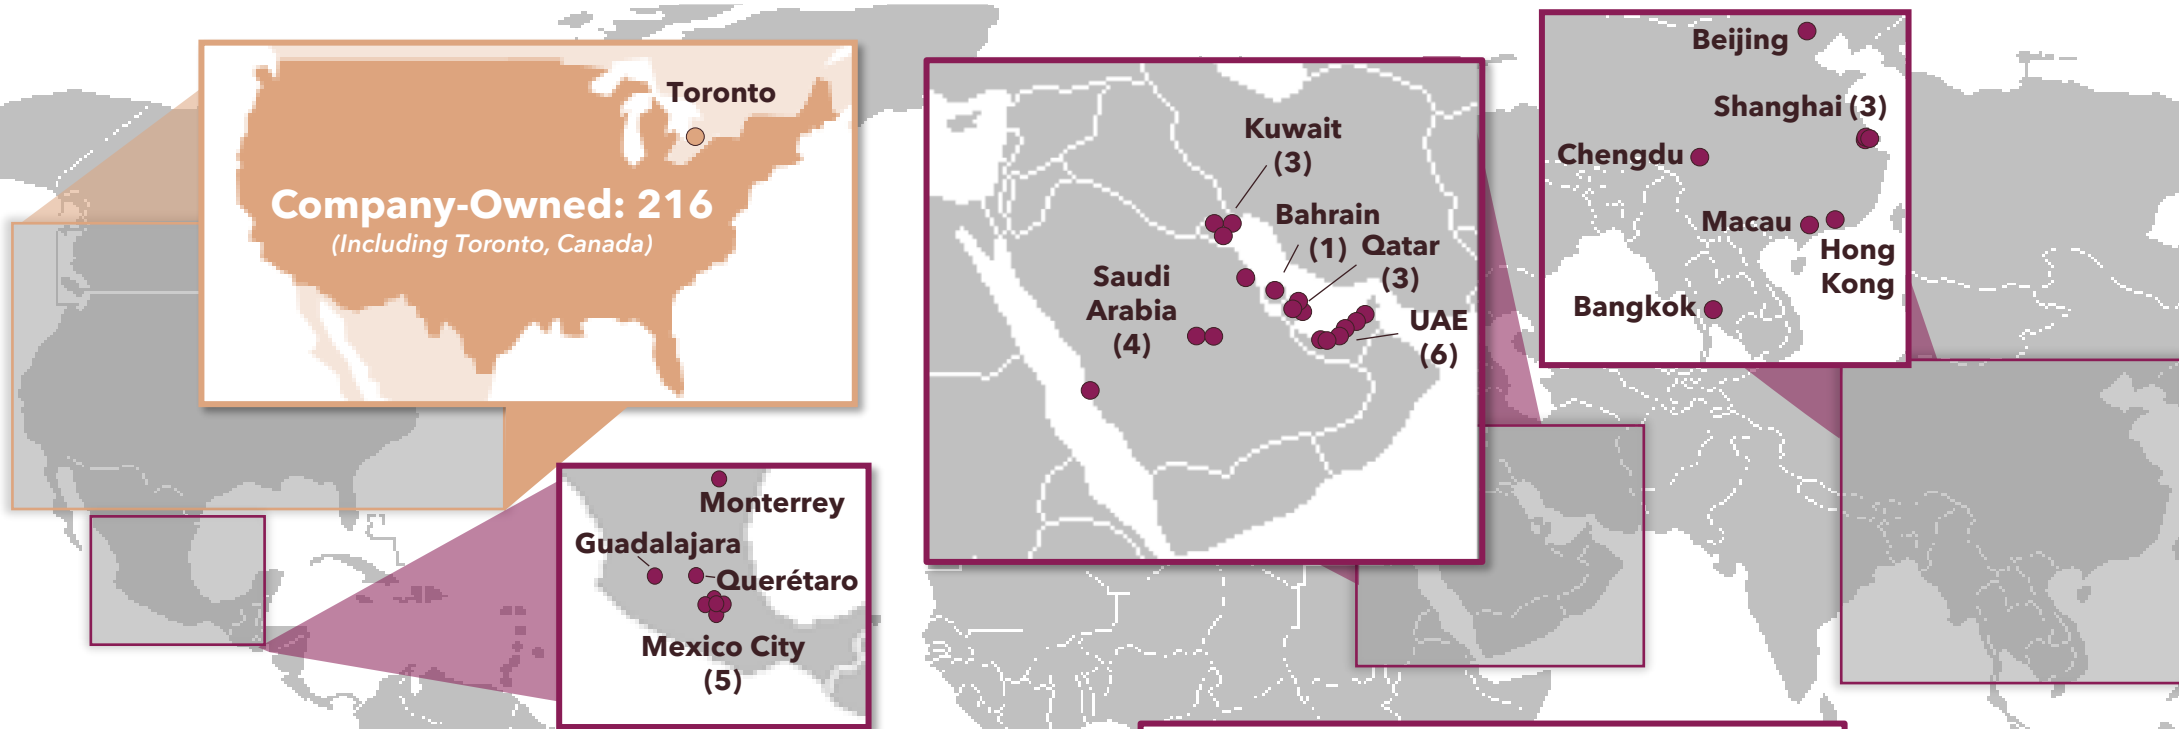 Toronto
Company-Owned: 216
(Including Toronto, Canada)
Monterrey
Guadalajara
Querétaro
Mexico City
(5)
Kuwait
(3)
Bahrain
(1)
Qatar
(3)
Saudi
Arabia
(4)
UAE
(6)
Beijing
Shanghai (3)
Chengdu
Macau
Hong
Kong
Bangkok